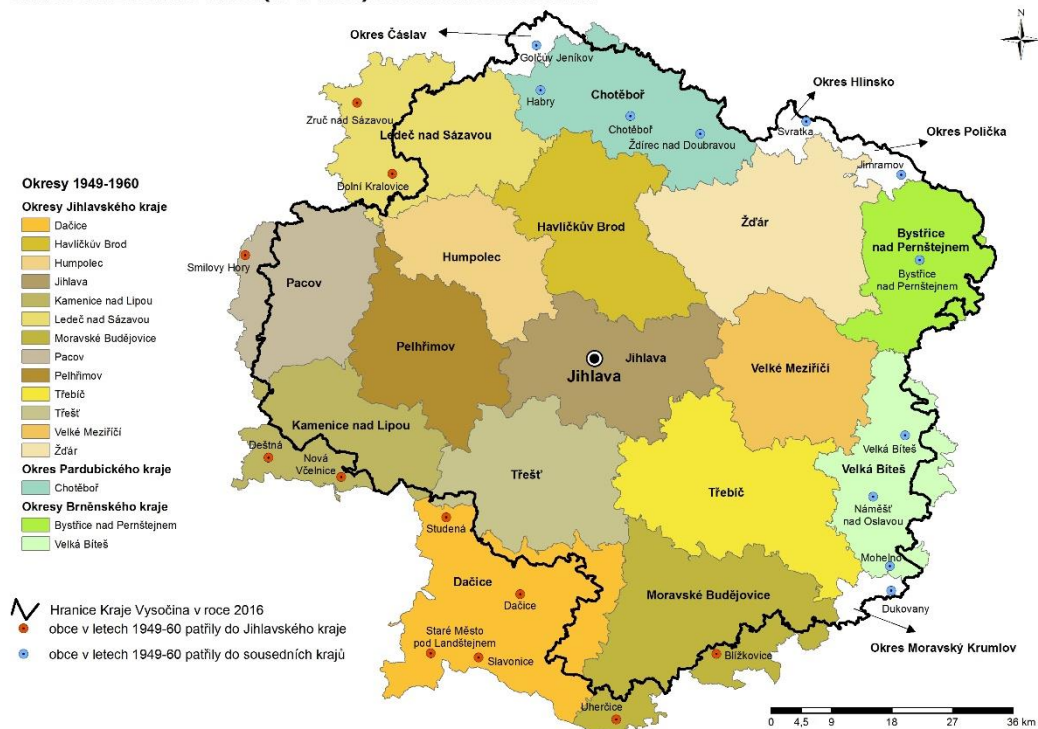 N
Okres Čáslav
Golčův Jeníkov
Okres Hlinsko
Habry
Chotěboř
Zruč nad Sázavou
Ledeč nad Sázavou
Chotěboř
Svratka
Okres Polička
Ždírec nad Doubravou
Jimramov
Dolní Kralovice
Okresy 1949-1960
Okresy Jihlavského kraje
Dačice
Havlíčkův Brod
Humpolec
Jihlava
Kamenice nad Lipou
Ledeč nad Sázavou
Moravské Budějovice
Pacov
Pelhřimov
Třebíč
Třešť
Velké Meziříčí
Žďár
Okres Pardubického kraje
Chotěboř
Okresy Brněnského kraje
Bystřice nad Pernštejnem
Velká Bíteš
Havlíčkův Brod
Žďár
Bystřice
nad Pernštejnem
Bystřice
nad Pernštejnem
Smilovy Hory
Pacov
Humpolec
Pelhřimov
Jihlava
Jihlava
Velké Meziříčí
Kamenice nad Lipou
Deštná
Nová
Včelnice
Třešť
Třebíč
Velká Bíteš
Velká Bíteš
Náměšť
nad Oslavou
Studená
Mohelno
Dačice
Dačice
Moravské Budějovice
Dukovany
Staré Město
pod Landštejnem
Slavonice
Blížkovice
Okres Moravský Krumlov
Uherčice
Hranice Kraje Vysočina v roce 2016
obce v letech 1949-60 patřily do Jihlavského kraje
obce v letech 1949-60 patřily do sousedních krajů
0 4,5 9 18 27 36 km